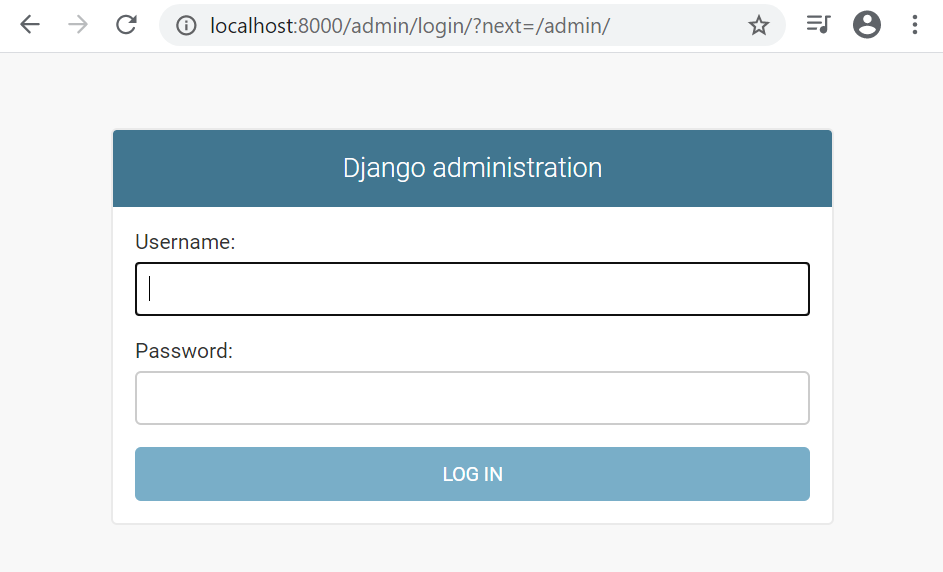 localhost:8000/admin/login/?next=/admin/
Django administration
Username:
Password:
LOG IN